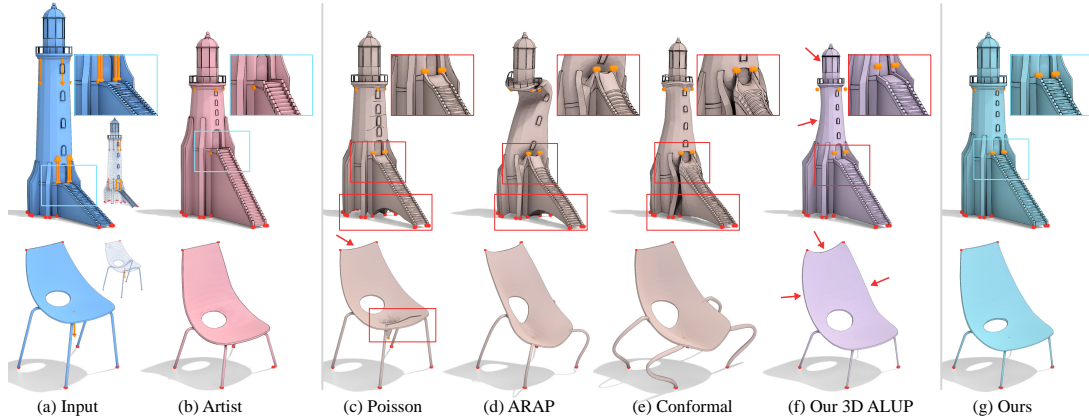 (a) Input
(b) Artist
(c) Poisson
(d) ARAP
(e) Conformal
(f) Our 3D ALUP
(g) Ours